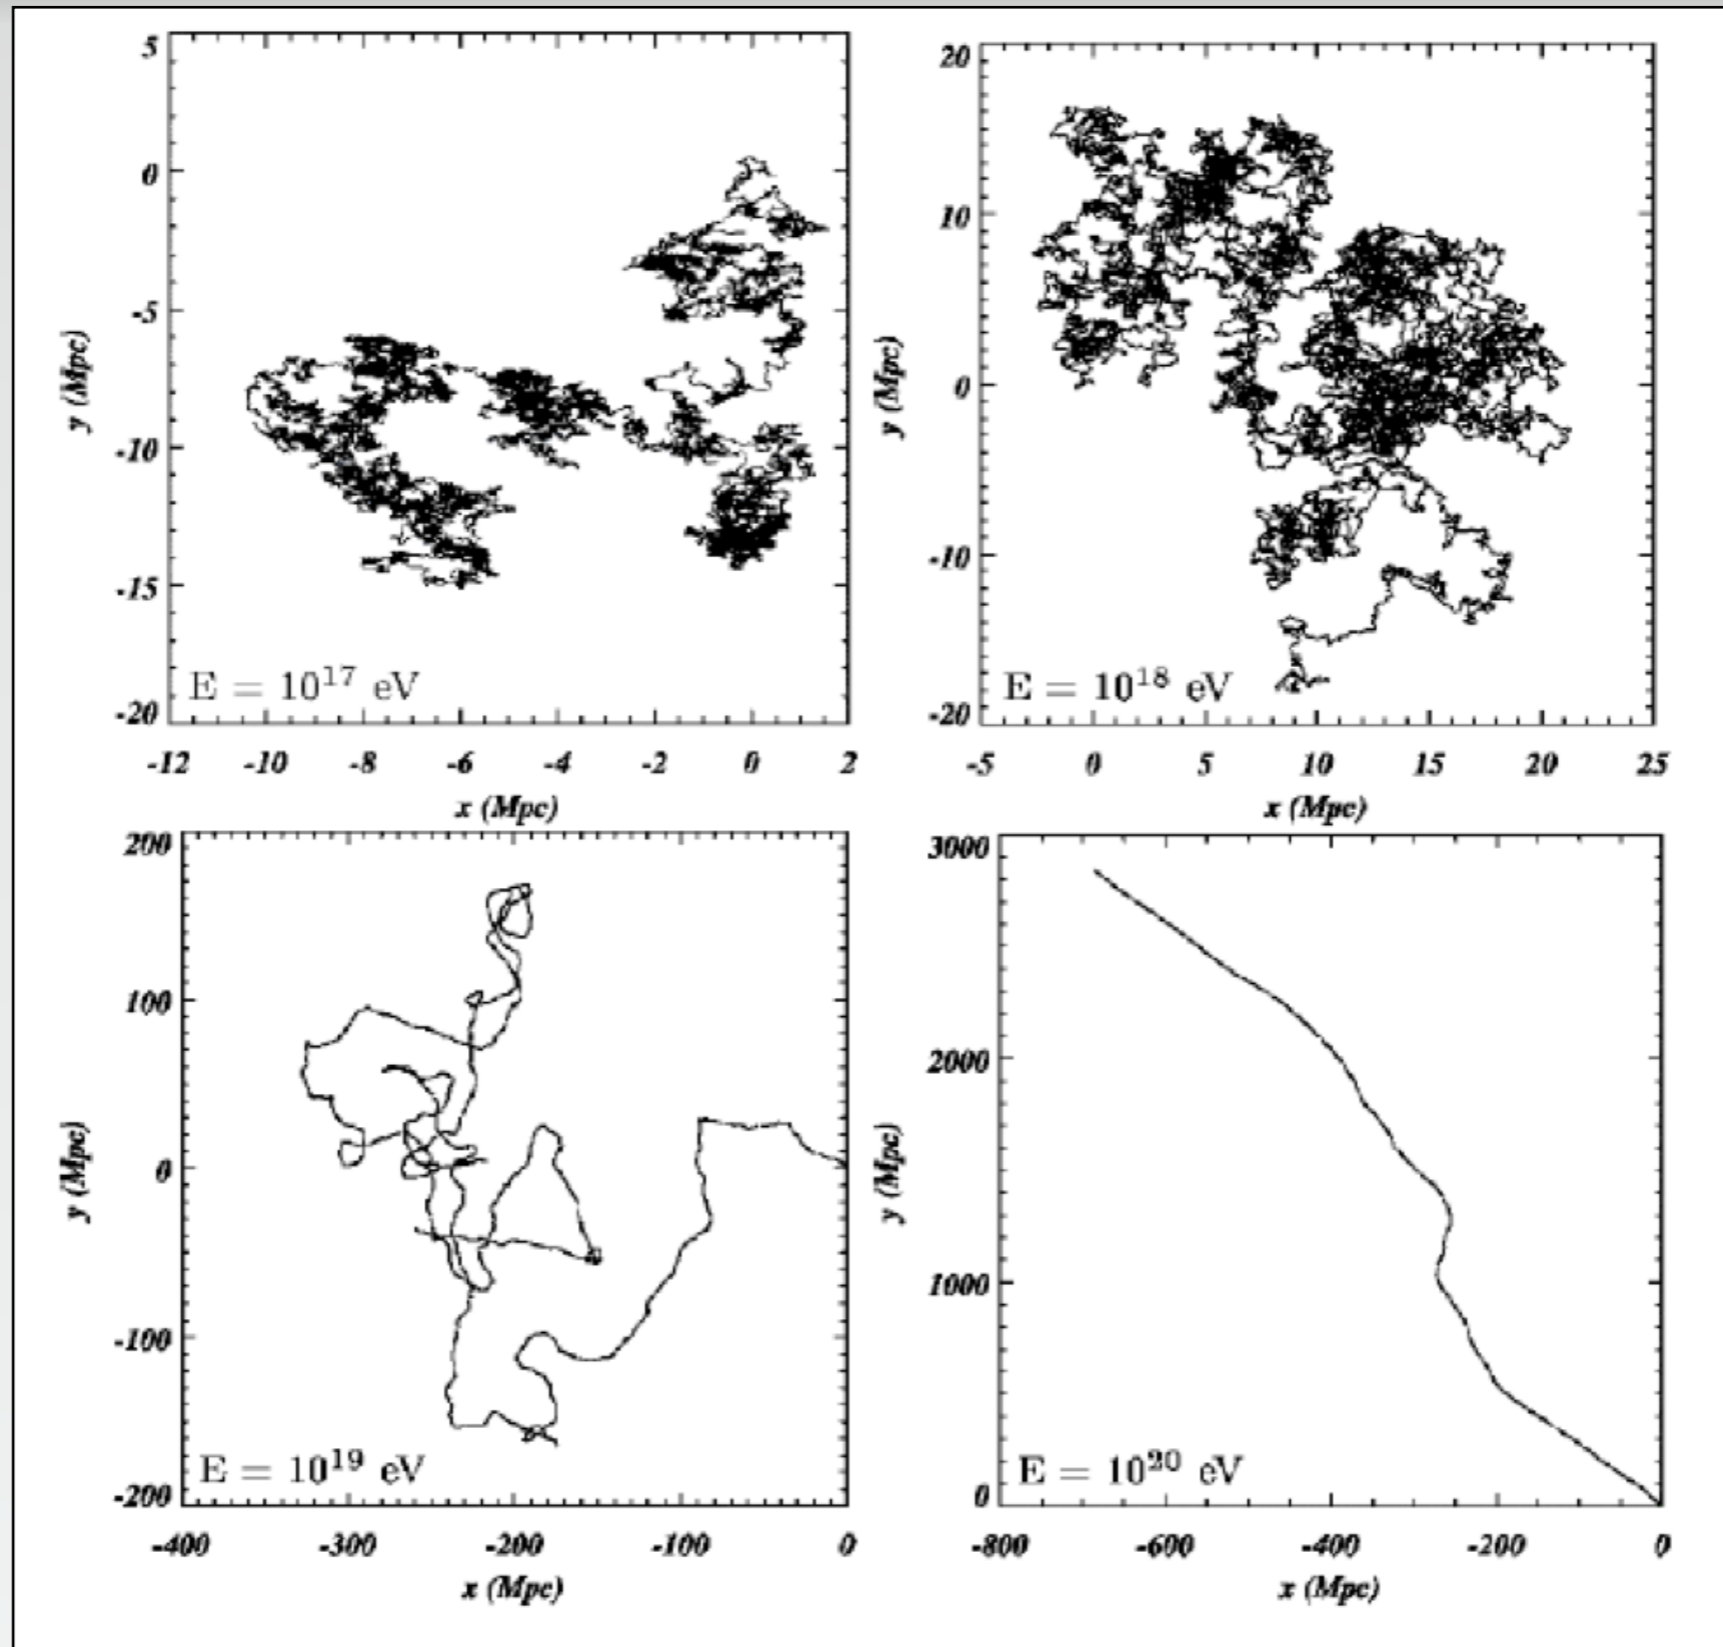 5
0
-5
y (Mpc)
-10
-15
-20
E = 10^17 eV
-12 -10 -8 -6 -4 -2 0 2
x (Mpc)
20
10
0
y (Mpc)
-10
-20
E = 10^18 eV
-5 0 5 10 15 20 25
x (Mpc)
200
100
0
y (Mpc)
-100
-200
E = 10^19 eV
-400 -300 -200 -100 0
x (Mpc)
3000
2000
y (Mpc)
1000
0
E = 10^20 eV
-800 -600 -400 -200 0
x (Mpc)